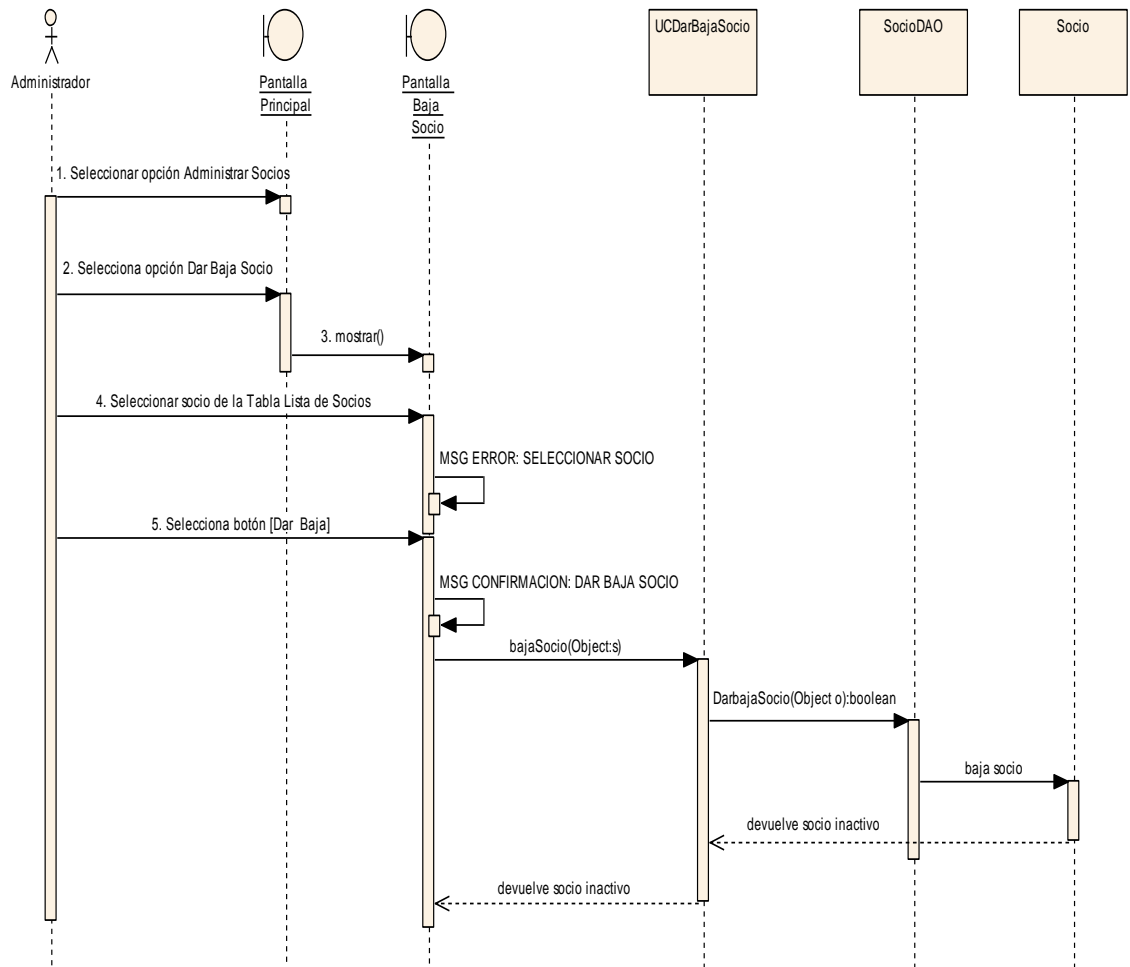 Administrador
Pantalla
Principal
Pantalla
Baja
Socio
UCDarBajaSocio
SocioDAO
Socio
1. Seleccionar opción Administrar Socios
2. Selecciona opción Dar Baja Socio
3. mostrar()
4. Seleccionar socio de la Tabla Lista de Socios
MSG ERROR: SELECCIONAR SOCIO
5. Selecciona botón [Dar Baja]
MSG CONFIRMACION: DAR BAJA SOCIO
bajaSocio(Object:s)
DarbajaSocio(Object o):boolean
baja socio
devuelve socio inactivo
devuelve socio inactivo